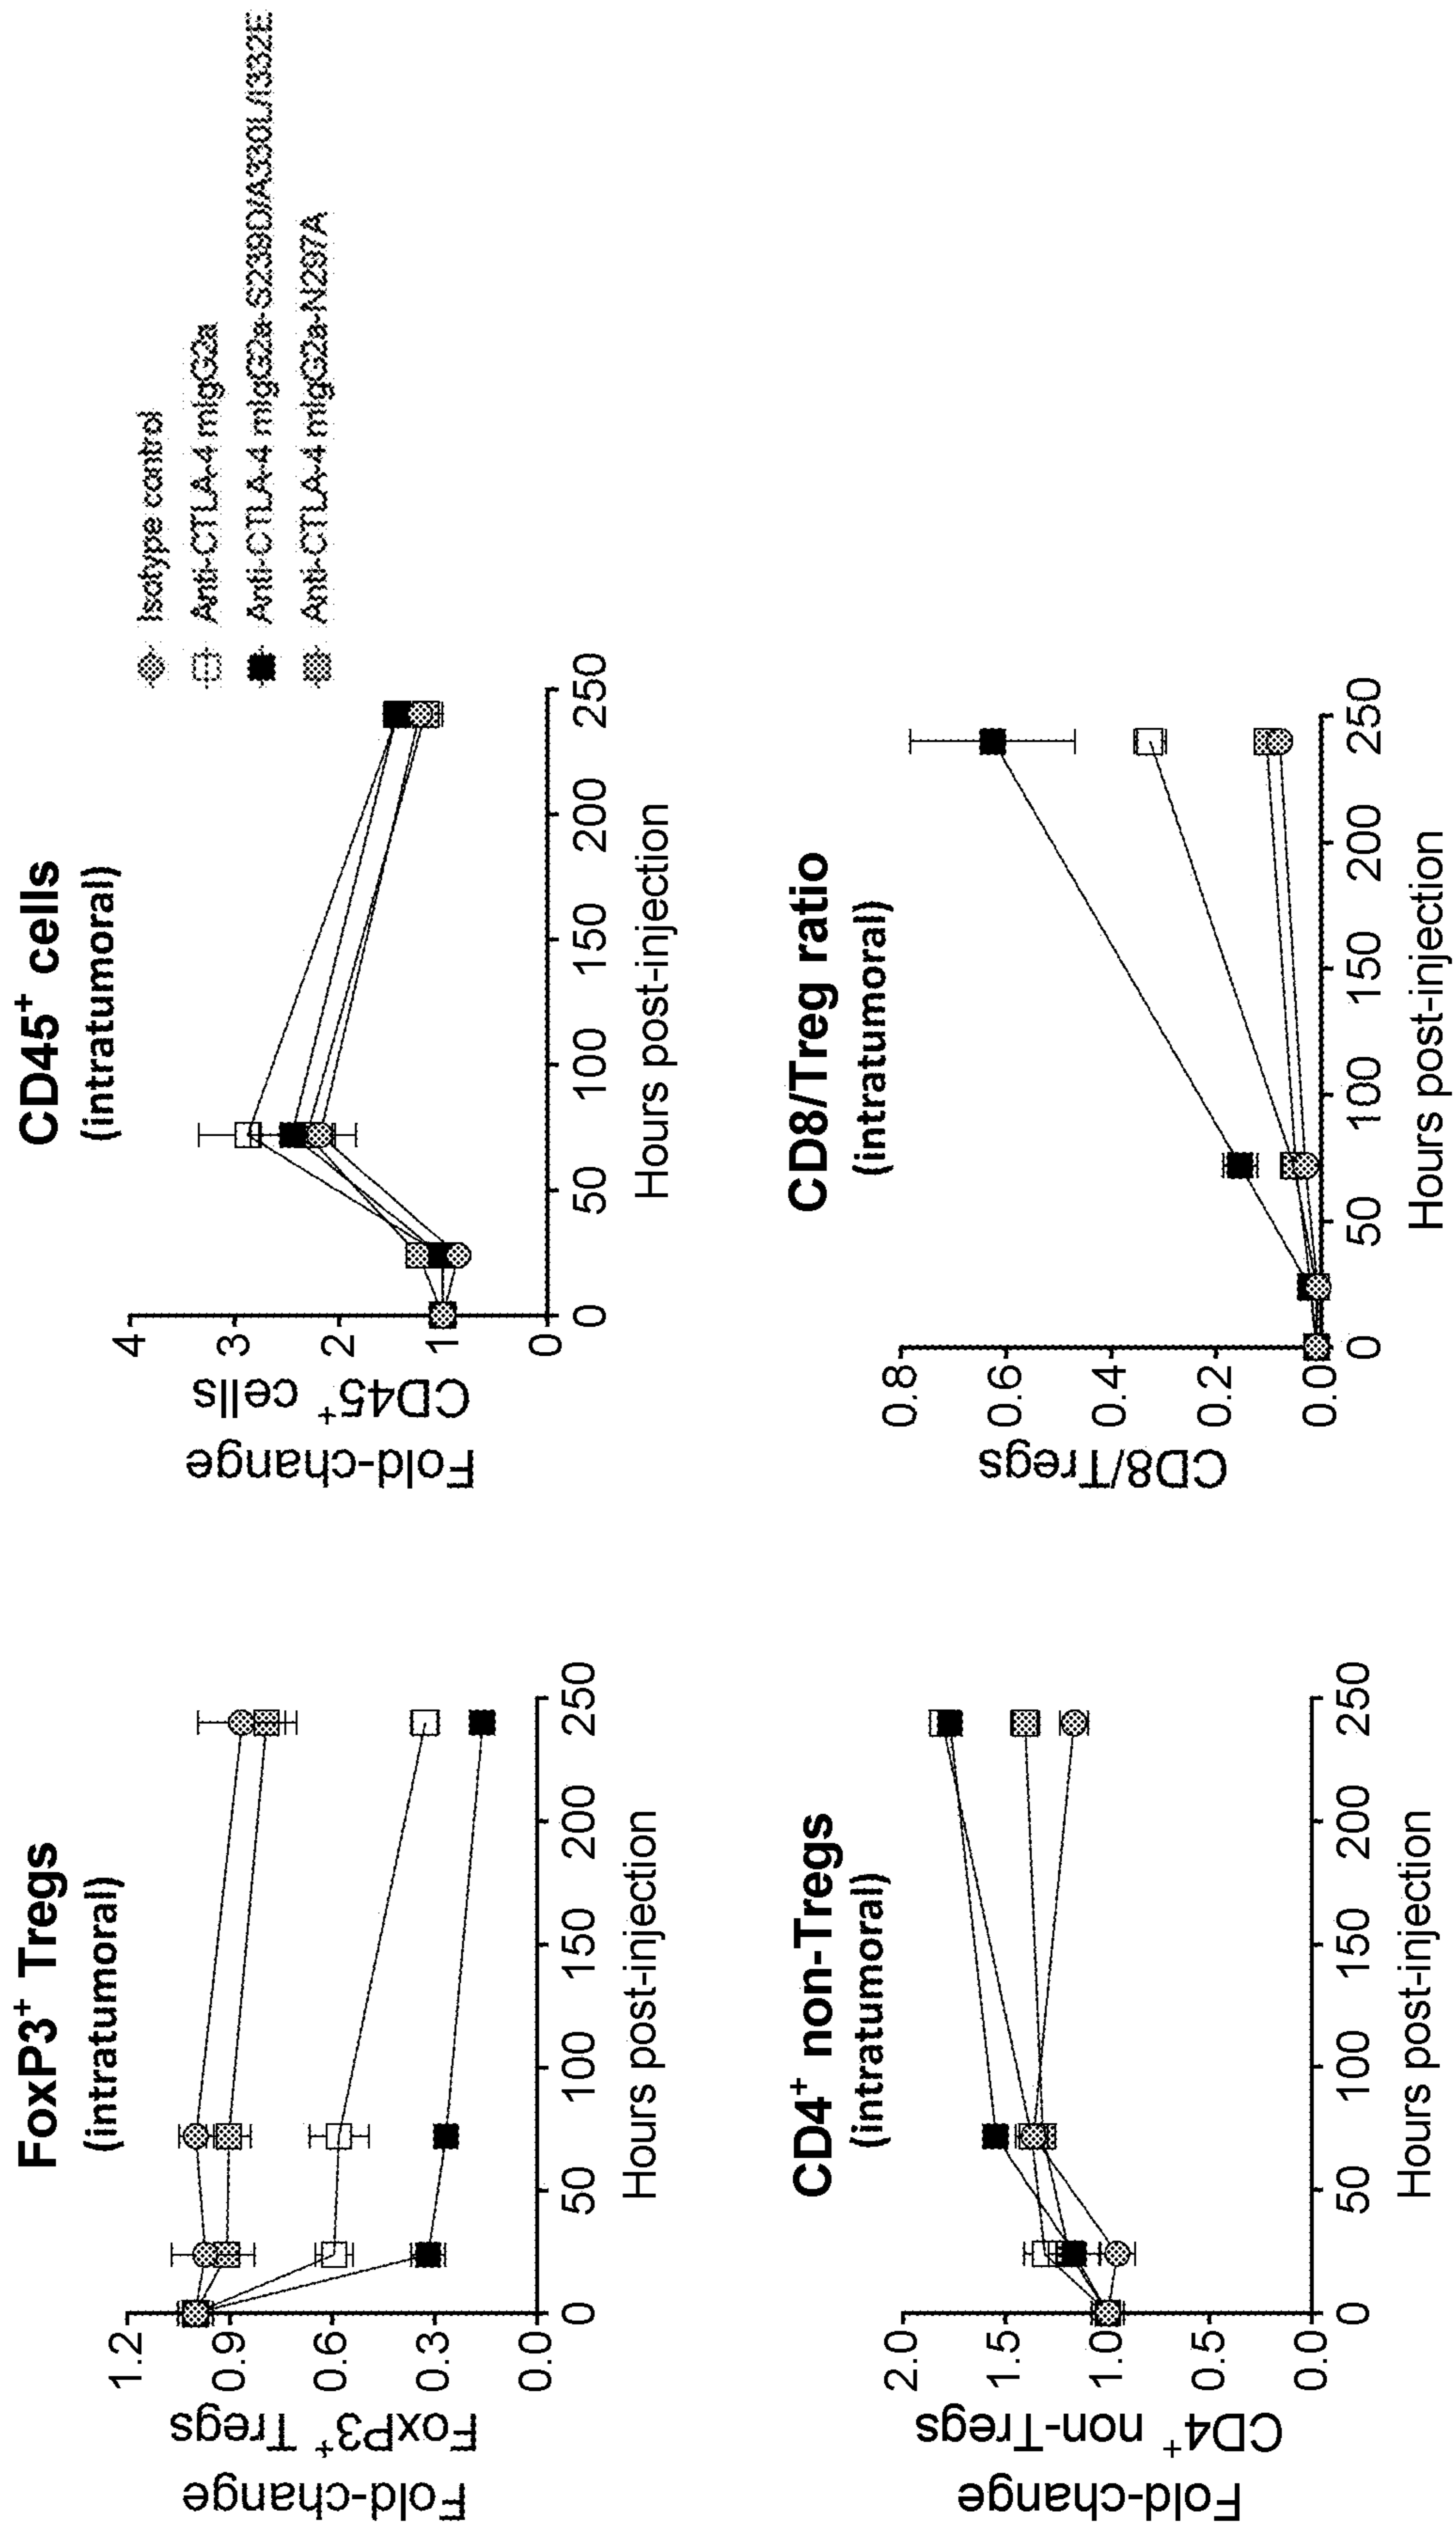 FoxP3⁺ Tregs
(intratumoral)
Fold-change
FoxP3⁺ Tregs
1.2
0.9
0.6
0.3
0.0
0 50 100 150 200 250
Hours post-injection
CD45⁺ cells
(intratumoral)
Fold-change
CD45⁺ cells
4
3
2
1
0
0 50 100 150 200 250
Hours post-injection
Isotype control
Anti-CTLA-4 mIgG2a
Anti-CTLA-4 mIgG2a-S239D/A330L/I332E
Anti-CTLA-4 mIgG2a-N297A
CD4⁺ non-Tregs
(intratumoral)
Fold-change
CD4⁺ non-Tregs
2.0
1.5
1.0
0.5
0.0
0 50 100 150 200 250
Hours post-injection
CD8/Treg ratio
(intratumoral)
CD8/Tregs
0.8
0.6
0.4
0.2
0.0
0 50 100 150 200 250
Hours post-injection